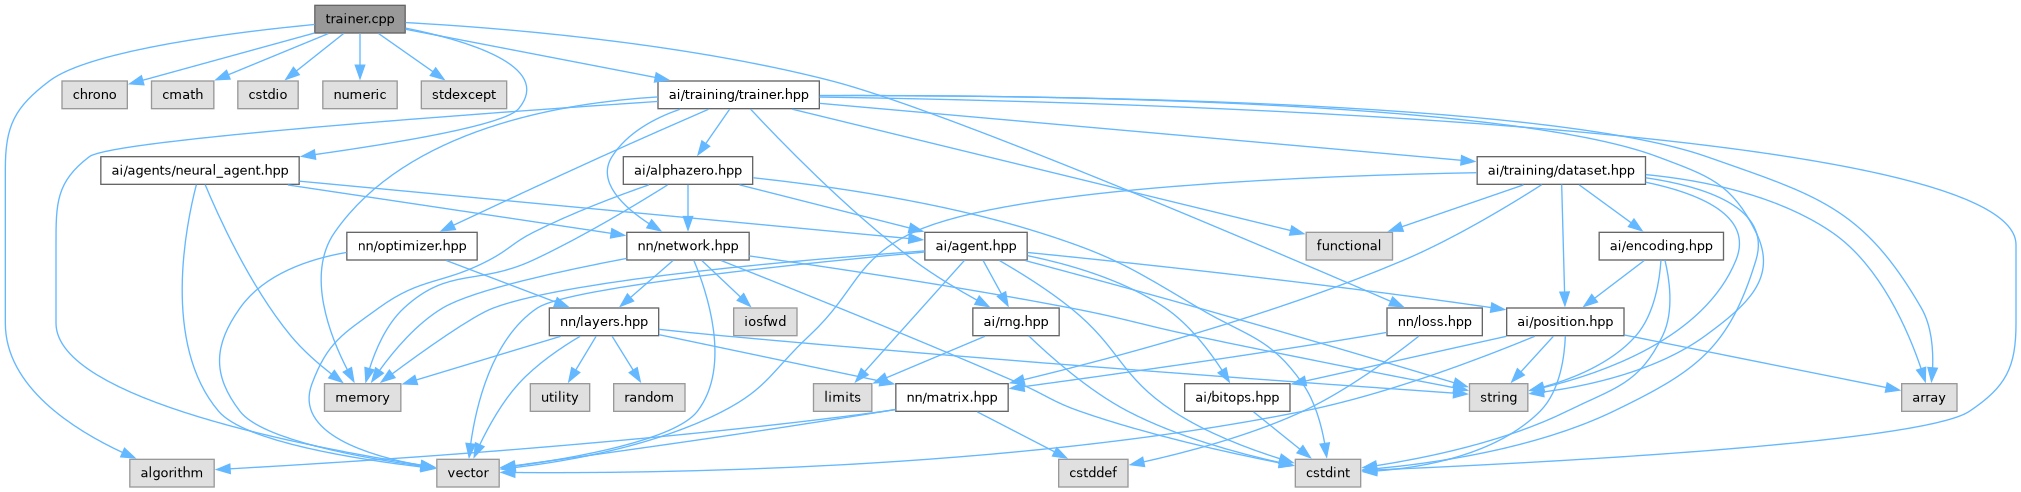 trainer.cpp
chrono
cmath
cstdio
numeric
stdexcept
ai/training/trainer.hpp
ai/agents/neural_agent.hpp
ai/alphazero.hpp
ai/training/dataset.hpp
nn/optimizer.hpp
nn/network.hpp
ai/agent.hpp
functional
ai/encoding.hpp
nn/layers.hpp
iosfwd
ai/rng.hpp
nn/loss.hpp
ai/position.hpp
memory
utility
random
limits
nn/matrix.hpp
ai/bitops.hpp
string
array
algorithm
vector
cstddef
cstdint